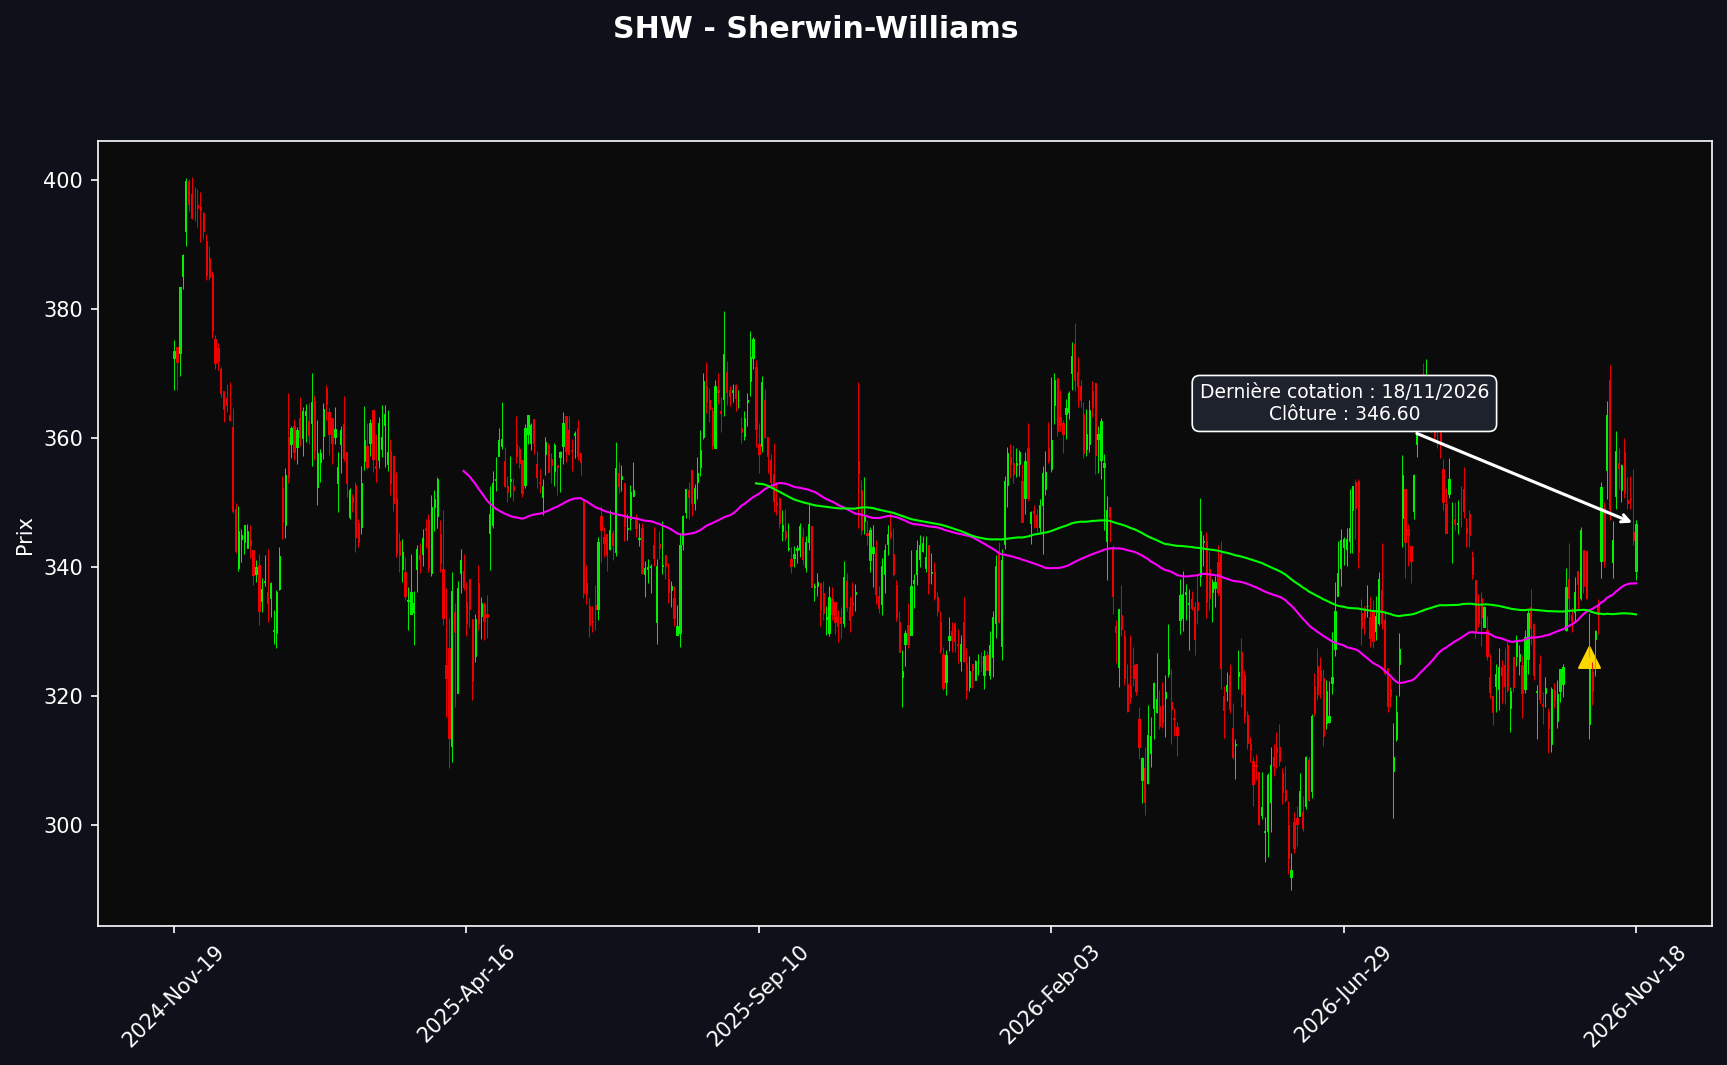 SHW - Sherwin-Williams
Prix
400
380
360
340
320
300
Dernière cotation : 18/11/2026
Clôture : 346.60
2024-Nov-19
2025-Apr-16
2025-Sep-10
2026-Feb-03
2026-Jun-29
2026-Nov-18